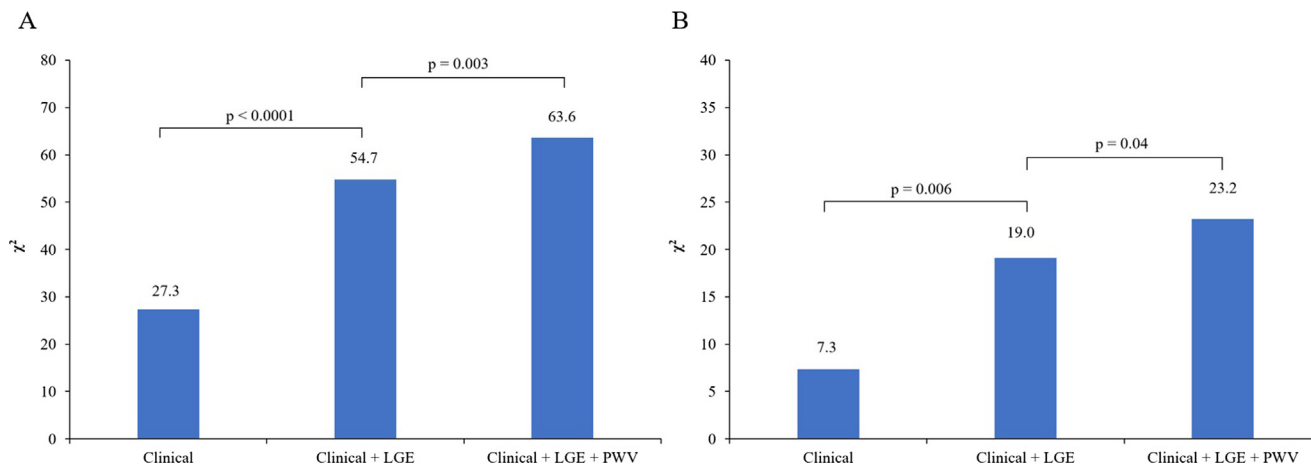 A
80
70
60
50
40
30
20
10
0
χ²
p < 0.0001
p = 0.003
27.3
54.7
63.6
Clinical
Clinical + LGE
Clinical + LGE + PWV
B
40
35
30
25
20
15
10
5
0
χ²
p = 0.006
p = 0.04
7.3
19.0
23.2
Clinical
Clinical + LGE
Clinical + LGE + PWV